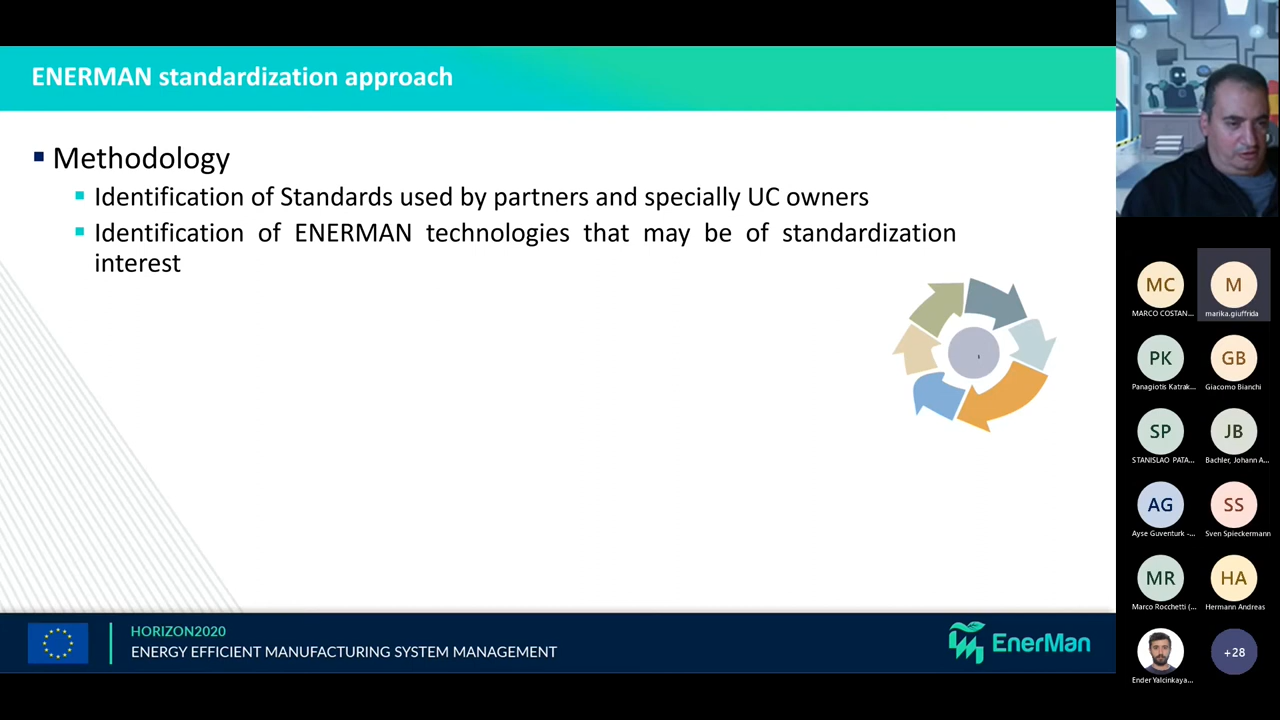 ENERMAN standardization approach
Methodology
Identification of Standards used by partners and specially UC owners
Identification of ENERMAN technologies that may be of standardization
interest
HORIZON2020
ENERGY EFFICIENT MANUFACTURING SYSTEM MANAGEMENT
EnerMan
MC
M
MARCO COSTAN...
marika.giuffrida
PK
GB
Panagiotis Katrak...
Giacomo Bianchi
SP
JB
STANISLAO PATA...
Bachler, Johann A...
AG
SS
Ayse Guventurk -...
Sven Spieckermann
MR
HA
Marco Rocchetti (...
Hermann Andreas
+28
Ender Yalcinkaya...